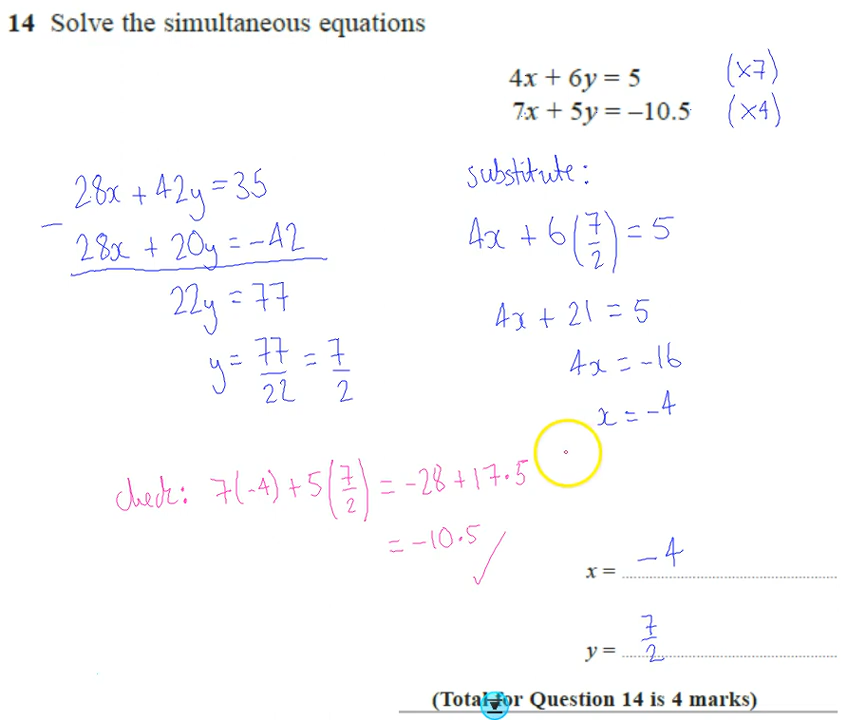 14 Solve the simultaneous equations
4x + 6y = 5 (×7)
7x + 5y = –10.5 (×4)
28x + 42y = 35
– 28x + 20y = -42
22y = 77
y = 77/22 = 7/2
substitute:
4x + 6(7/2) = 5
4x + 21 = 5
4x = -16
x = -4
check: 7(-4) + 5(7/2) = -28 + 17.5
= -10.5 ✓
x = -4
y = 7/2
(Total for Question 14 is 4 marks)